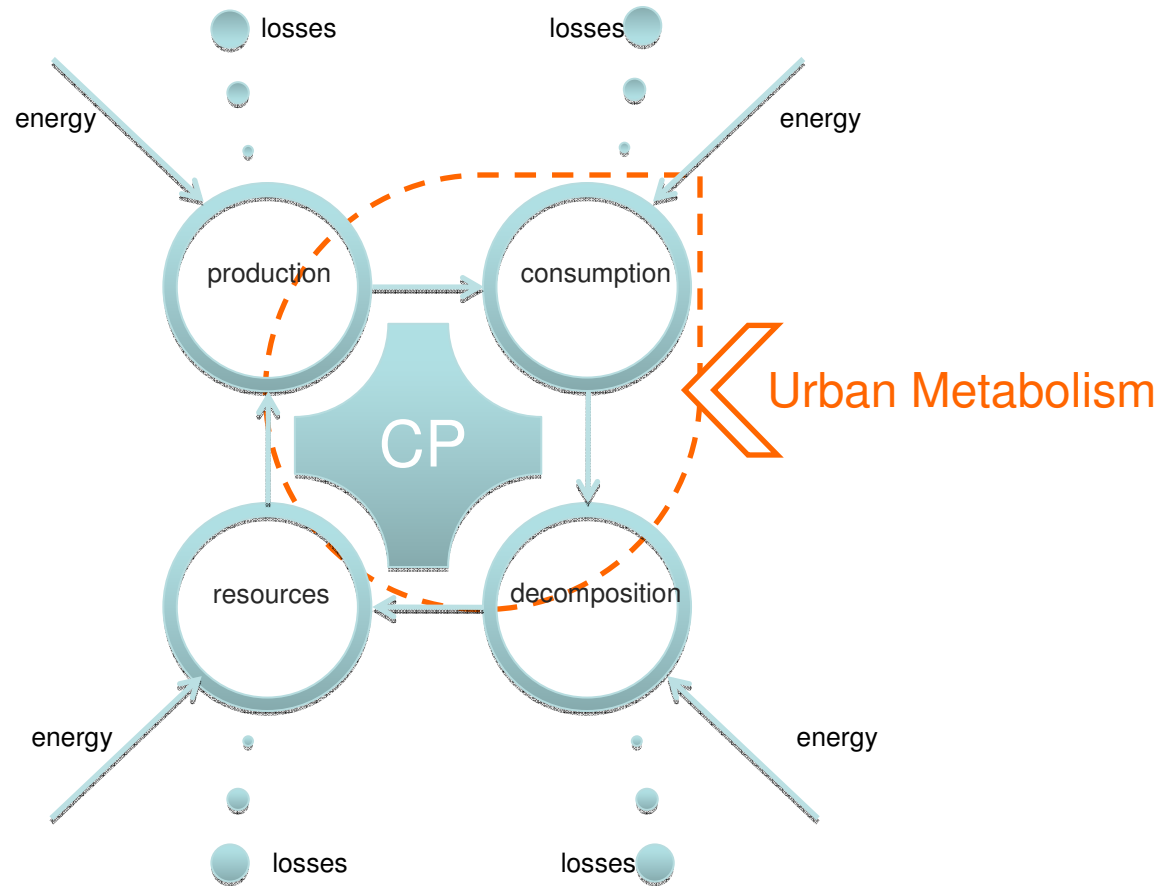 losses
losses
energy
energy
production
consumption
Urban Metabolism
CP
resources
decomposition
energy
energy
losses
losses